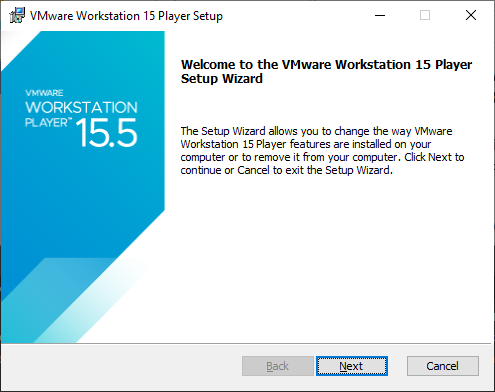 VMware Workstation 15 Player Setup
Welcome to the VMware Workstation 15 Player
Setup Wizard
VMWARE
WORKSTATION
PLAYER™
15.5
The Setup Wizard allows you to change the way VMware
Workstation 15 Player features are installed on your
computer or to remove it from your computer. Click Next to
continue or Cancel to exit the Setup Wizard.
Back
Next
Cancel